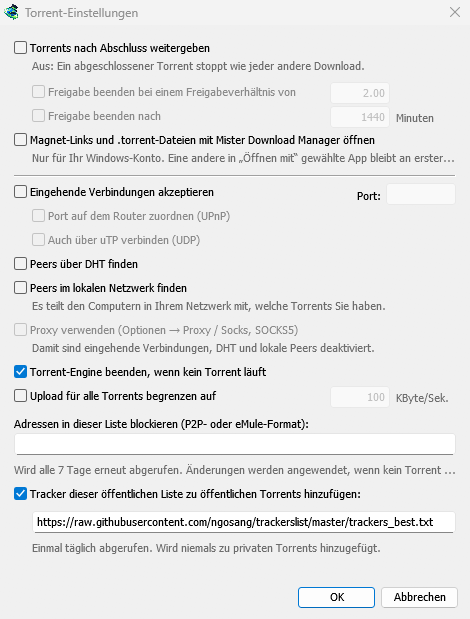 Torrent-Einstellungen
Torrents nach Abschluss weitergeben
Aus: Ein abgeschlossener Torrent stoppt wie jeder andere Download.
Freigabe beenden bei einem Freigabeverhältnis von 2.00
Freigabe beenden nach 1440 Minuten
Magnet-Links und .torrent-Dateien mit Mister Download Manager öffnen
Nur für Ihr Windows-Konto. Eine andere in „Öffnen mit“ gewählte App bleibt an erster...
Eingehende Verbindungen akzeptieren Port:
Port auf dem Router zuordnen (UPnP)
Auch über uTP verbinden (UDP)
Peers über DHT finden
Peers im lokalen Netzwerk finden
Es teilt den Computern in Ihrem Netzwerk mit, welche Torrents Sie haben.
Proxy verwenden (Optionen → Proxy / Socks, SOCKS5)
Damit sind eingehende Verbindungen, DHT und lokale Peers deaktiviert.
Torrent-Engine beenden, wenn kein Torrent läuft
Upload für alle Torrents begrenzen auf 100 KByte/Sek.
Adressen in dieser Liste blockieren (P2P- oder eMule-Format):
Wird alle 7 Tage erneut abgerufen. Änderungen werden angewendet, wenn kein Torrent ...
Tracker dieser öffentlichen Liste zu öffentlichen Torrents hinzufügen:
https://raw.githubusercontent.com/ngosang/trackerslist/master/trackers_best.txt
Einmal täglich abgerufen. Wird niemals zu privaten Torrents hinzugefügt.
OK Abbrechen